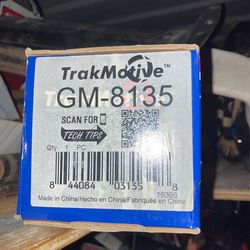 TrakMotive™
GM-8135
SCAN FOR
TECH TIPS
Qty. 1 PC
8 44084 03135 8
16366
Made in China/Hecho en China/Fabriqués en Chine